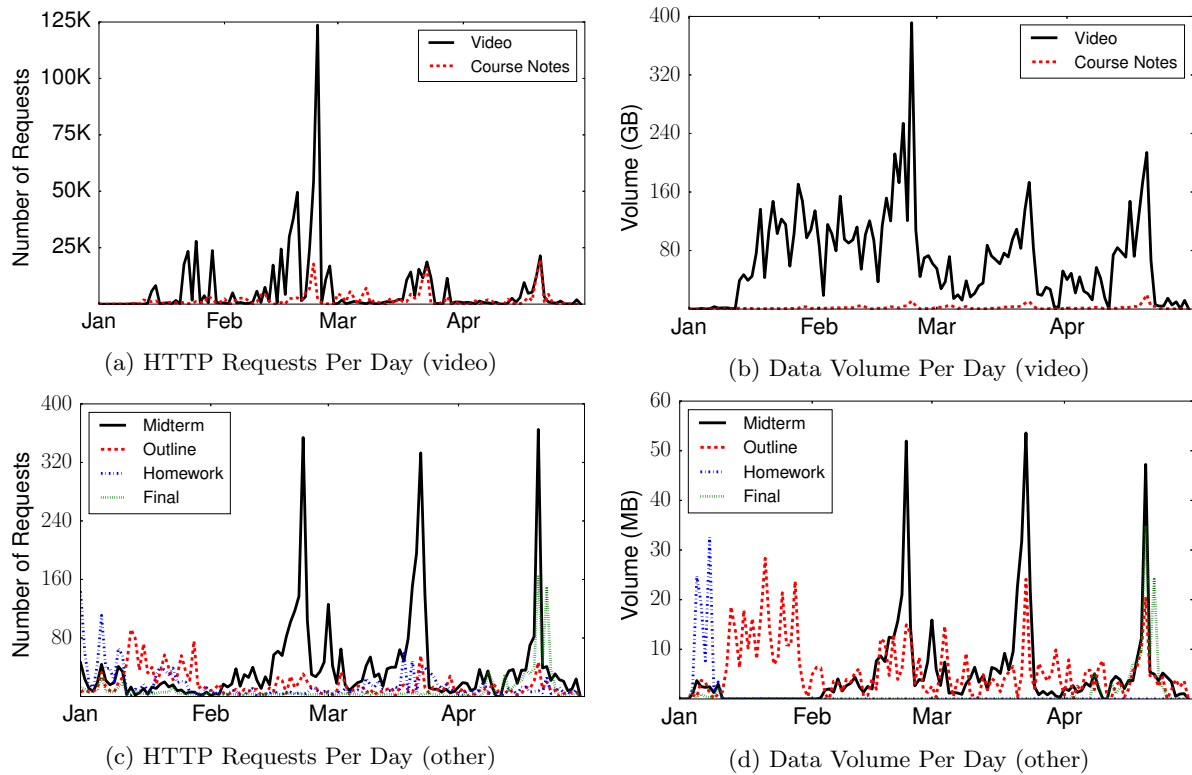 125K
100K
75K
50K
25K
Number of Requests
Video
Course Notes
Jan Feb Mar Apr
(a) HTTP Requests Per Day (video)
400
320
240
160
80
Volume (GB)
Video
Course Notes
Jan Feb Mar Apr
(b) Data Volume Per Day (video)
400
320
240
160
80
Number of Requests
Midterm
Outline
Homework
Final
Jan Feb Mar Apr
(c) HTTP Requests Per Day (other)
60
50
40
30
20
10
Volume (MB)
Midterm
Outline
Homework
Final
Jan Feb Mar Apr
(d) Data Volume Per Day (other)